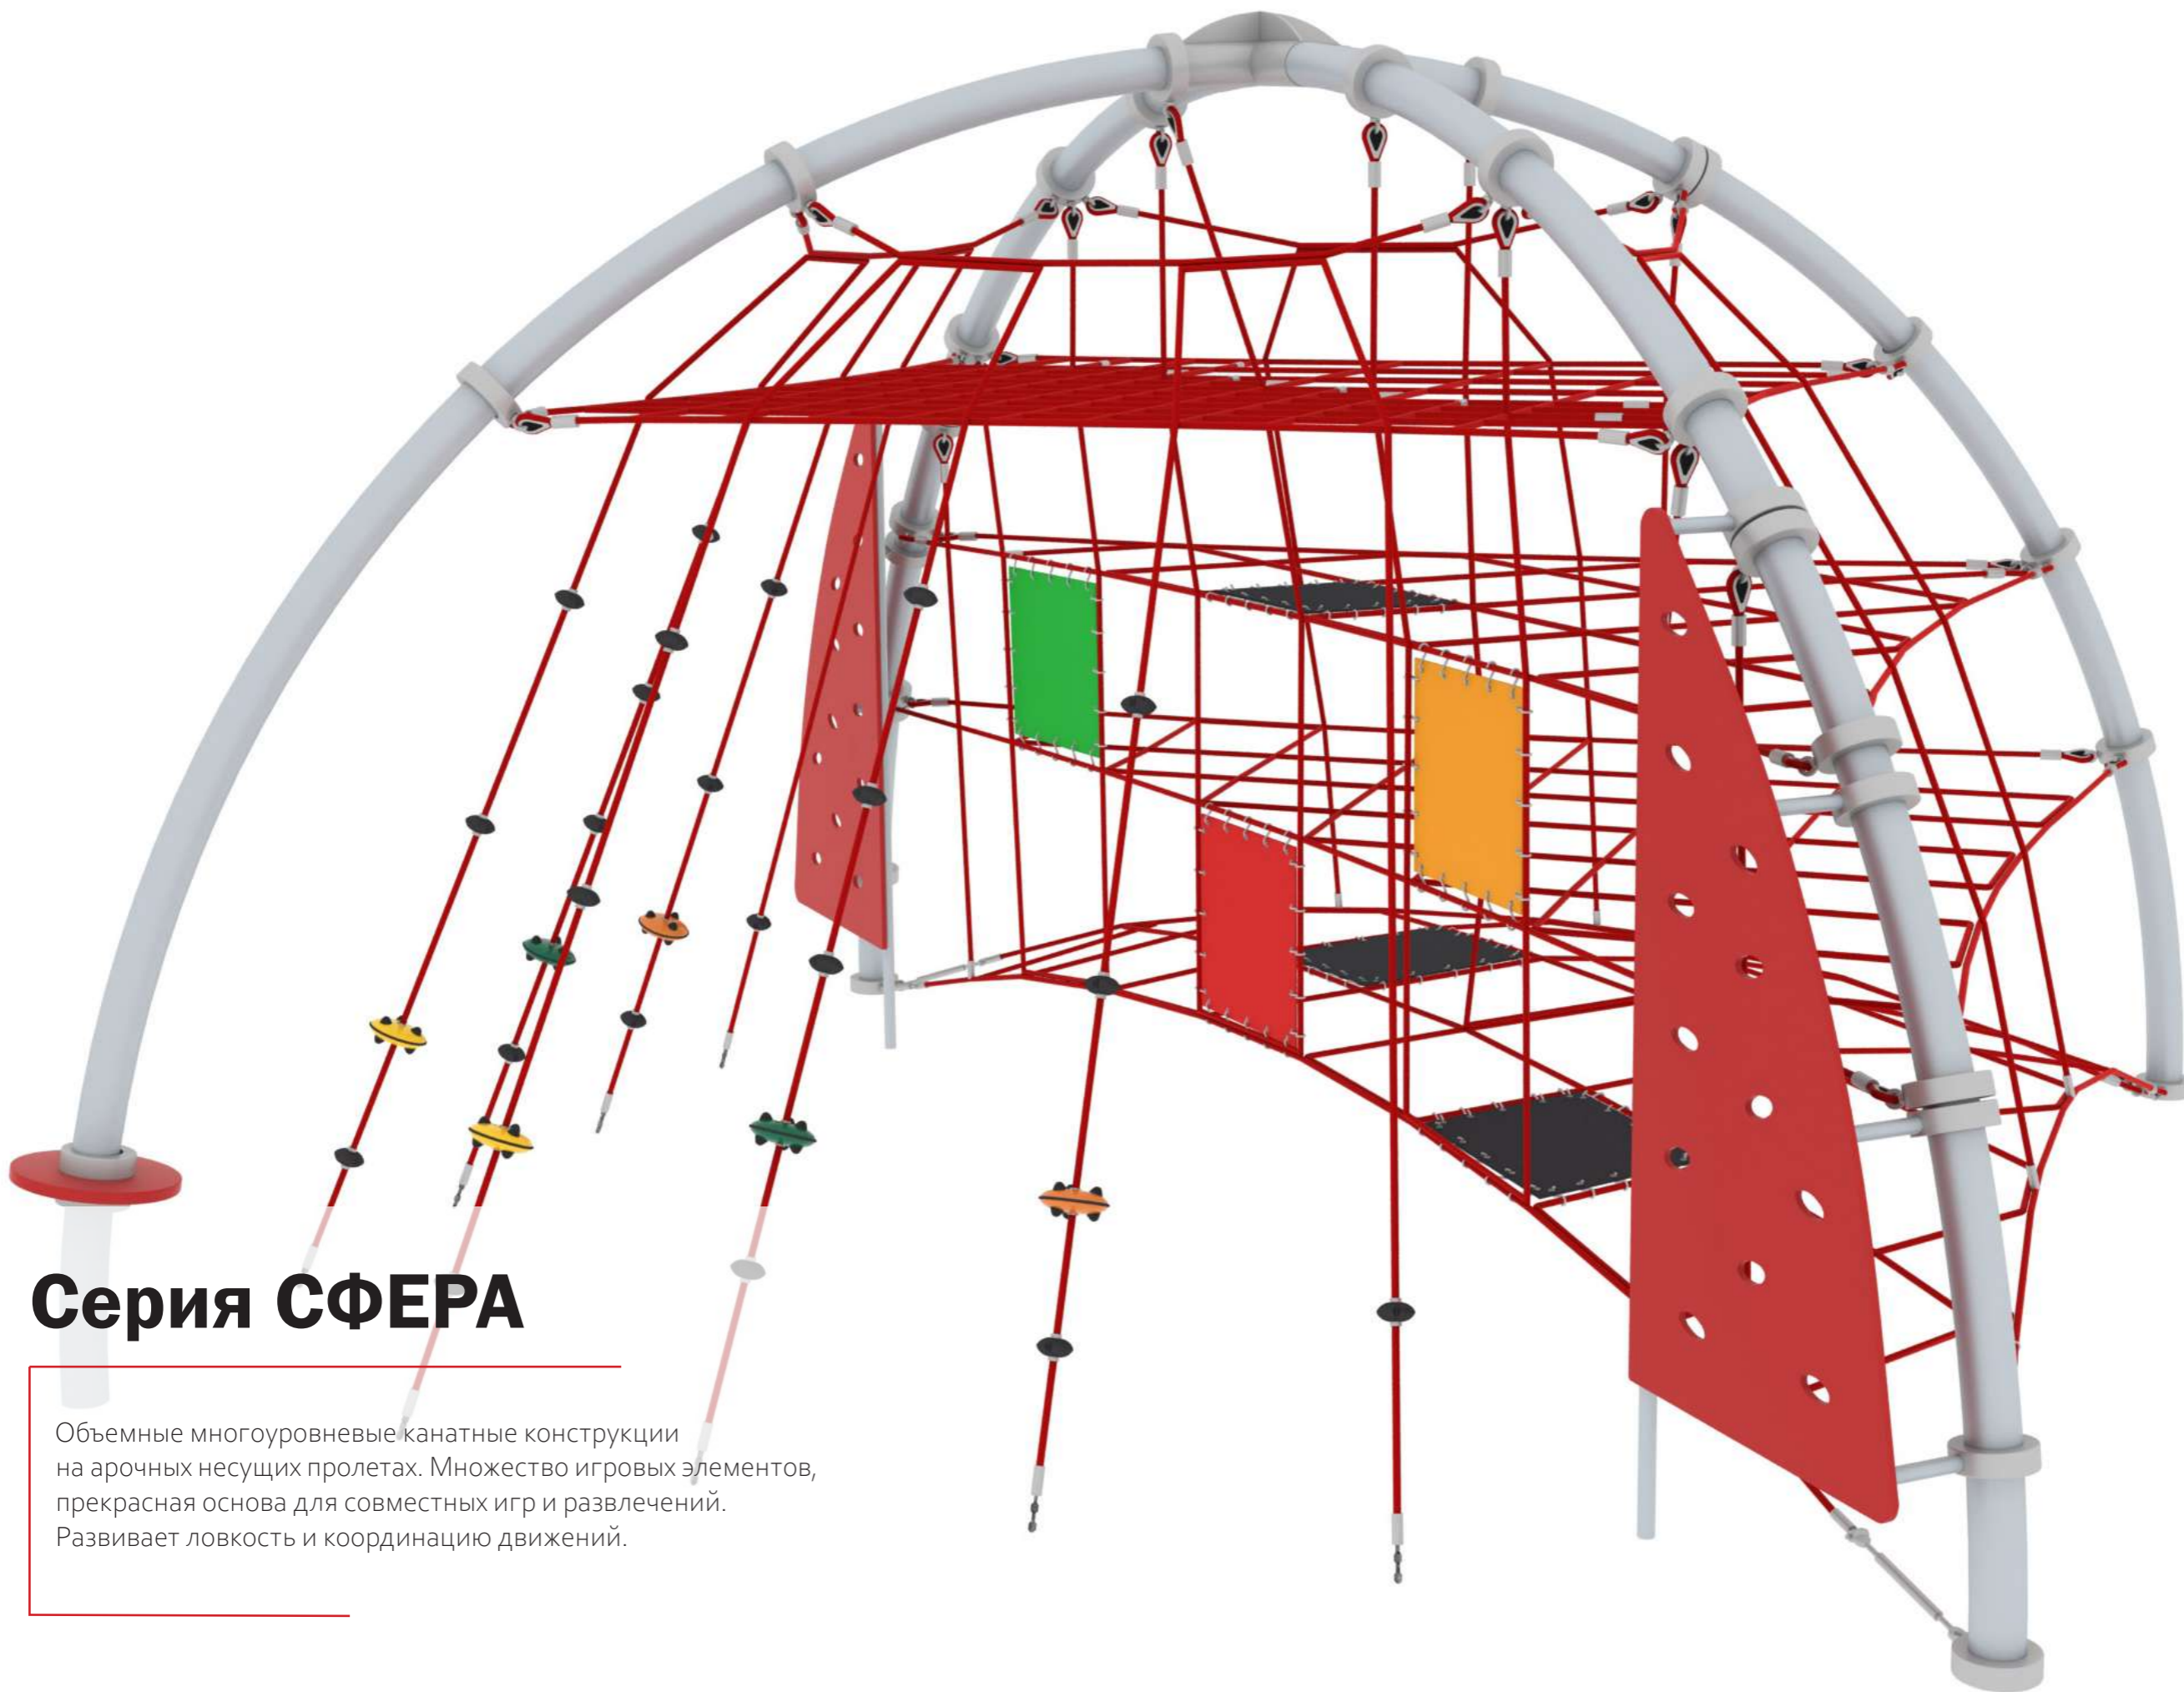 Серия СФЕРА
Объемные многоуровневые канатные конструкции
на арочных несущих пролетах. Множество игровых элементов,
прекрасная основа для совместных игр и развлечений.
Развивает ловкость и координацию движений.